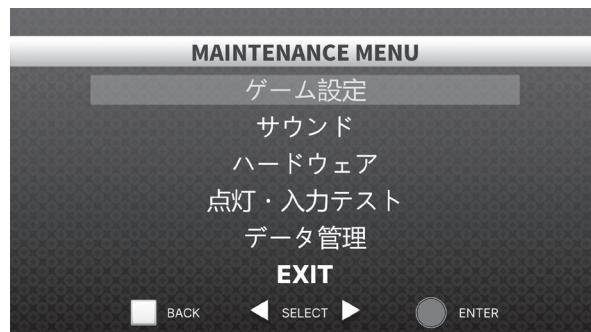 MAINTENANCE MENU
ゲーム設定
サウンド
ハードウェア
点灯・入力テスト
データ管理
EXIT
BACK SELECT ENTER